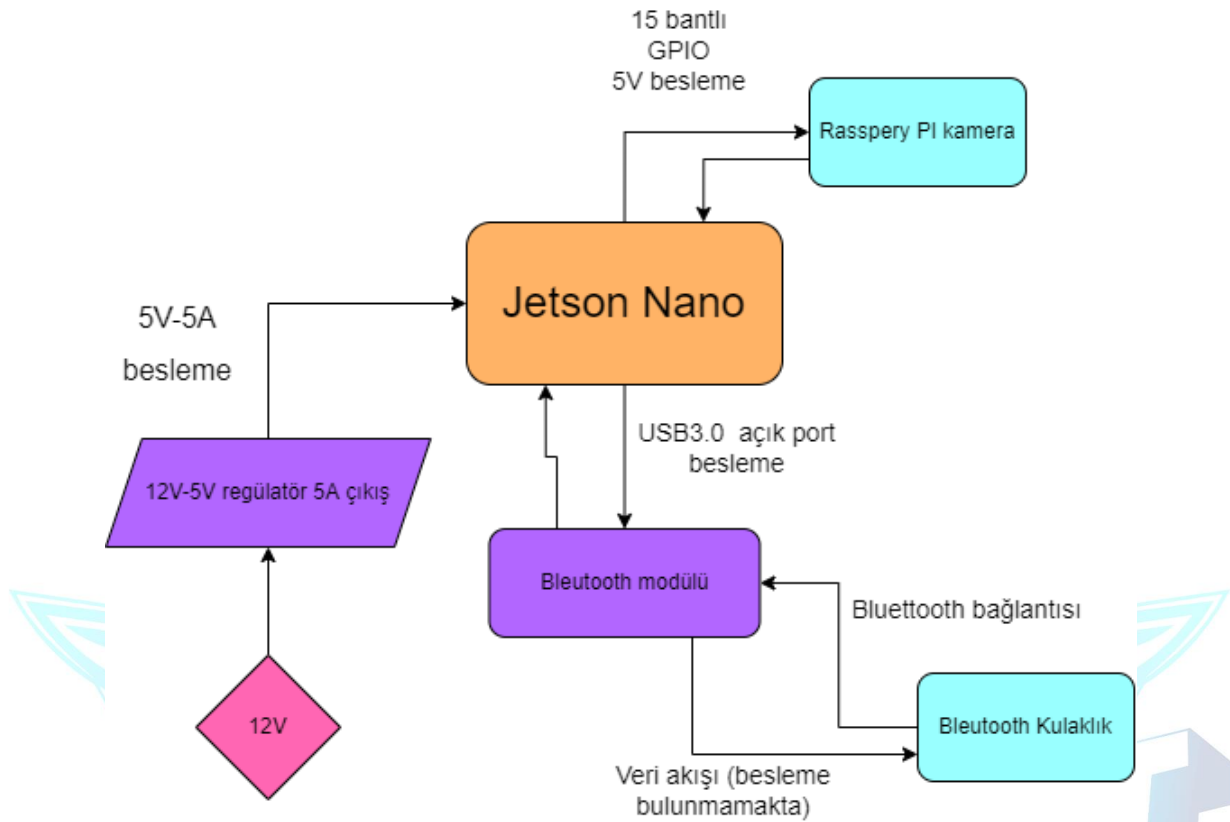 15 bantlı
GPIO
5V besleme
Rasspery PI kamera
Jetson Nano
5V-5A
besleme
USB3.0 açık port
besleme
12V-5V regülatör 5A çıkış
Bleutooth modülü
Bluettooth bağlantısı
12V
Bleutooth Kulaklık
Veri akışı (besleme
bulunmamakta)